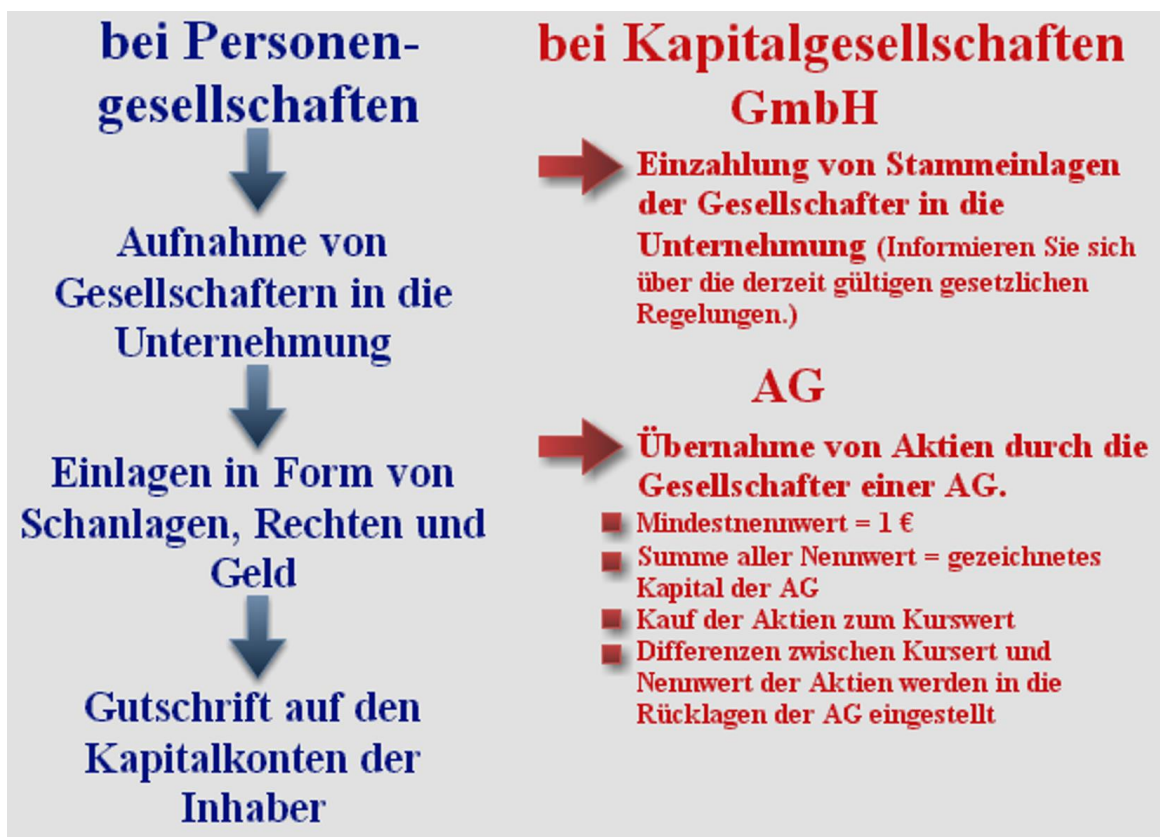 bei Personen-
gesellschaften
Aufnahme von
Gesellschaftern in die
Unternehmung
Einlagen in Form von
Schanlagen, Rechten und
Geld
Gutschrift auf den
Kapitalkonten der
Inhaber
bei Kapitalgesellschaften
GmbH
Einzahlung von Stammeinlagen
der Gesellschafter in die
Unternehmung (Informieren Sie sich
über die derzeit gültigen gesetzlichen
Regelungen.)
AG
Übernahme von Aktien durch die
Gesellschafter einer AG.
Mindestnennwert = 1 €
Summe aller Nennwert = gezeichnetes
Kapital der AG
Kauf der Aktien zum Kurswert
Differenzen zwischen Kursert und
Nennwert der Aktien werden in die
Rücklagen der AG eingestellt